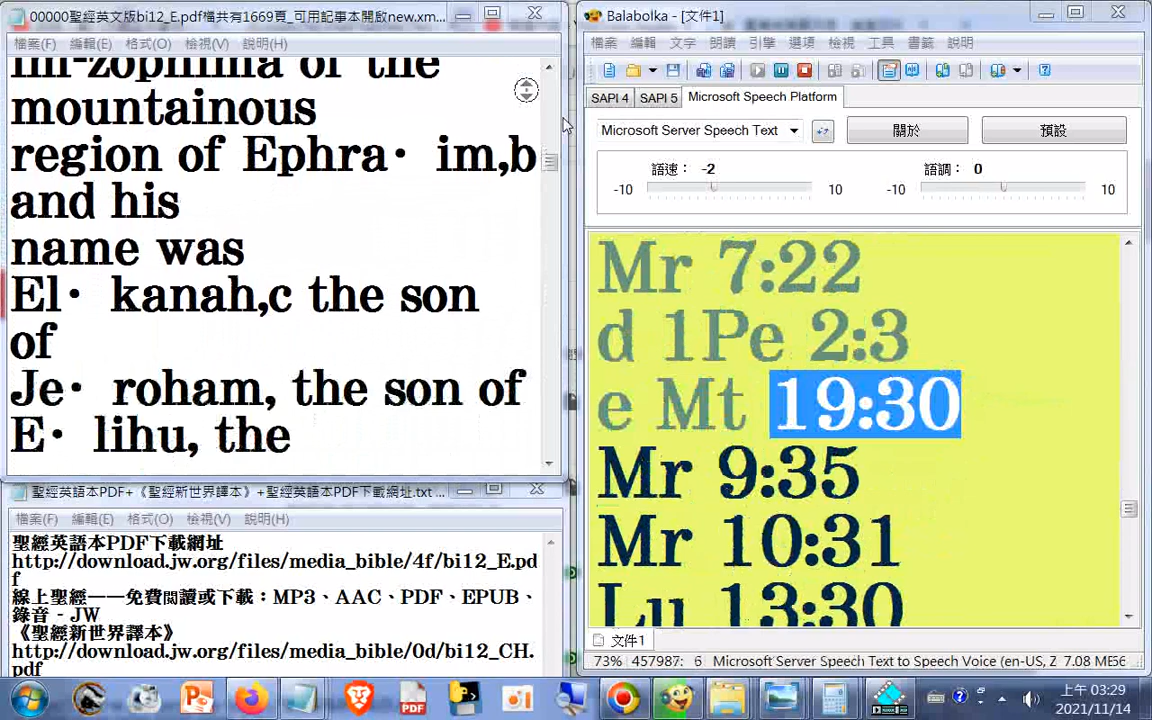 00000聖經英文版bi12_E.pdf檔共有1669頁_可用記事本開啟new.xm...
檔案(F) 編輯(E) 格式(O) 檢視(V) 說明(H)
im-zophima of the
mountainous
region of Ephra· im,b
and his
name was
El· kanah,c the son
of
Je· roham, the son of
E· lihu, the
聖經英語本PDF+《聖經新世界譯本》+聖經英語本PDF下載網址.txt ...
檔案(F) 編輯(E) 格式(O) 檢視(V) 說明(H)
聖經英語本PDF下載網址
http://download.jw.org/files/media_bible/4f/bi12_E.pd
f
線上聖經——免費閱讀或下載：MP3、AAC、PDF、EPUB、
錄音 - JW
《聖經新世界譯本》
http://download.jw.org/files/media_bible/0d/bi12_CH.
pdf
Balabolka - [文件1]
檔案 編輯 文字 朗讀 引擎 選項 檢視 工具 書籤 說明
SAPI 4 SAPI 5 Microsoft Speech Platform
Microsoft Server Speech Text 關於 預設
語速： -2 語調： 0
-10 10 -10 10
Mr 7:22
d 1Pe 2:3
e Mt 19:30
Mr 9:35
Mr 10:31
Lu 13:30
文件1
73% 457987: 6 Microsoft Server Speech Text to Speech Voice (en-US, Z 7.08 ME56
PDF
上午 03:29
2021/11/14